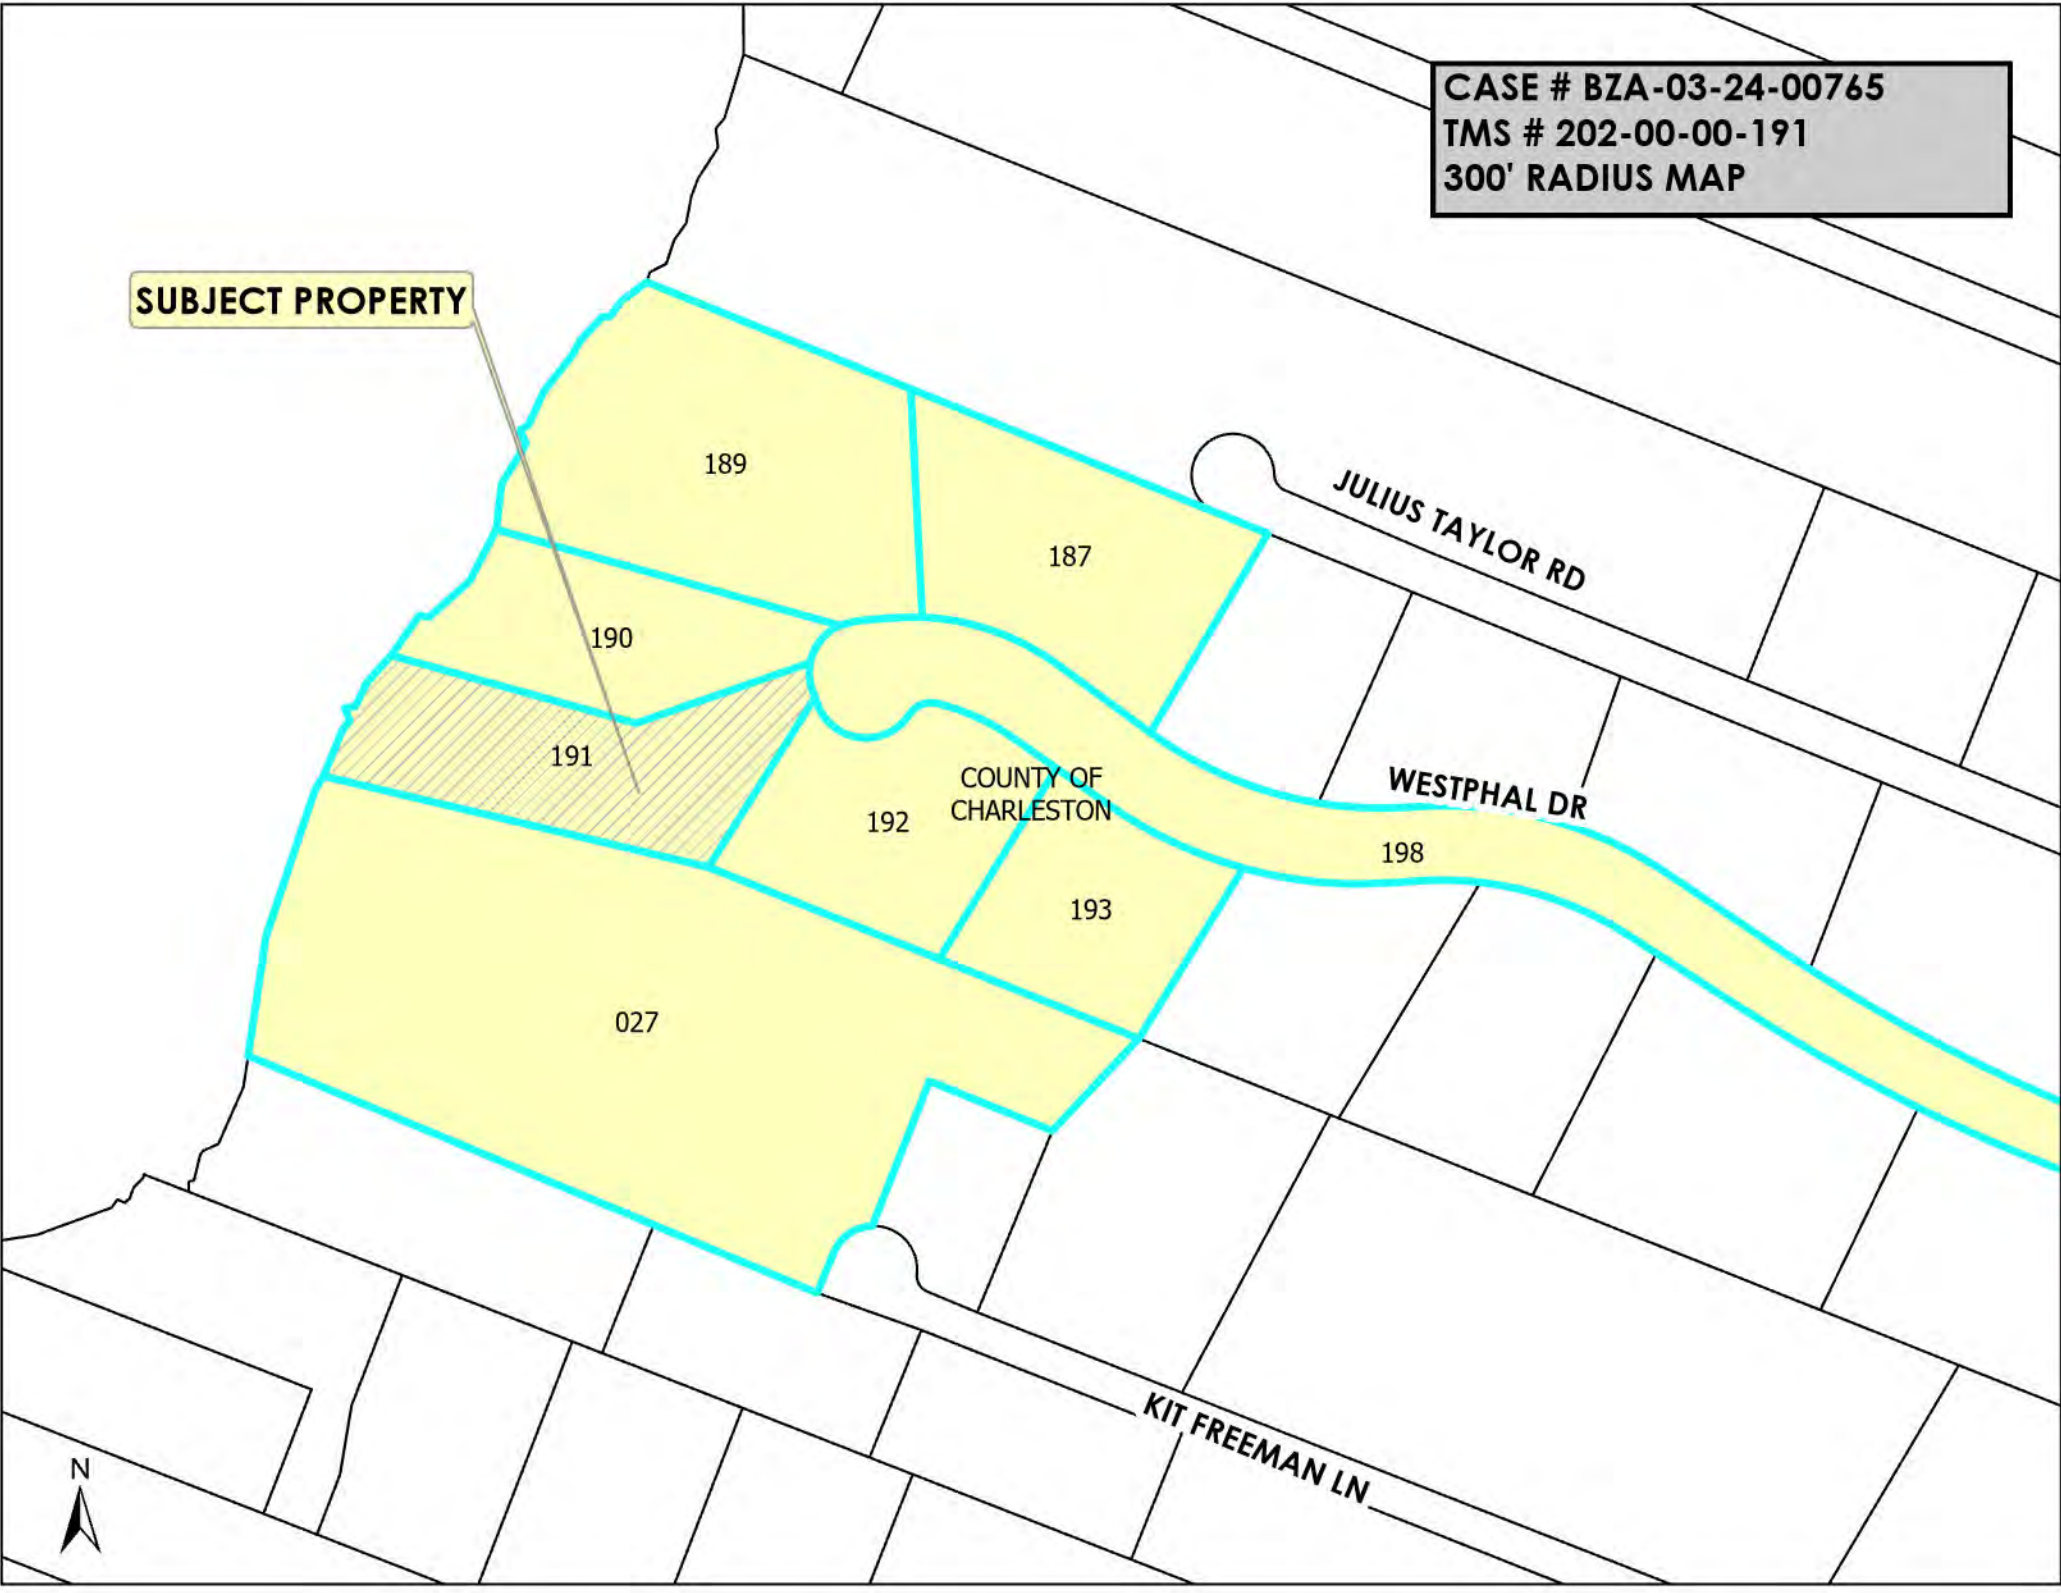 CASE # BZA-03-24-00765
TMS # 202-00-00-191
300' RADIUS MAP
SUBJECT PROPERTY
189
187
JULIUS TAYLOR RD
190
191
COUNTY OF
CHARLESTON
192
WESTPHAL DR
198
193
027
KIT FREEMAN LN
N